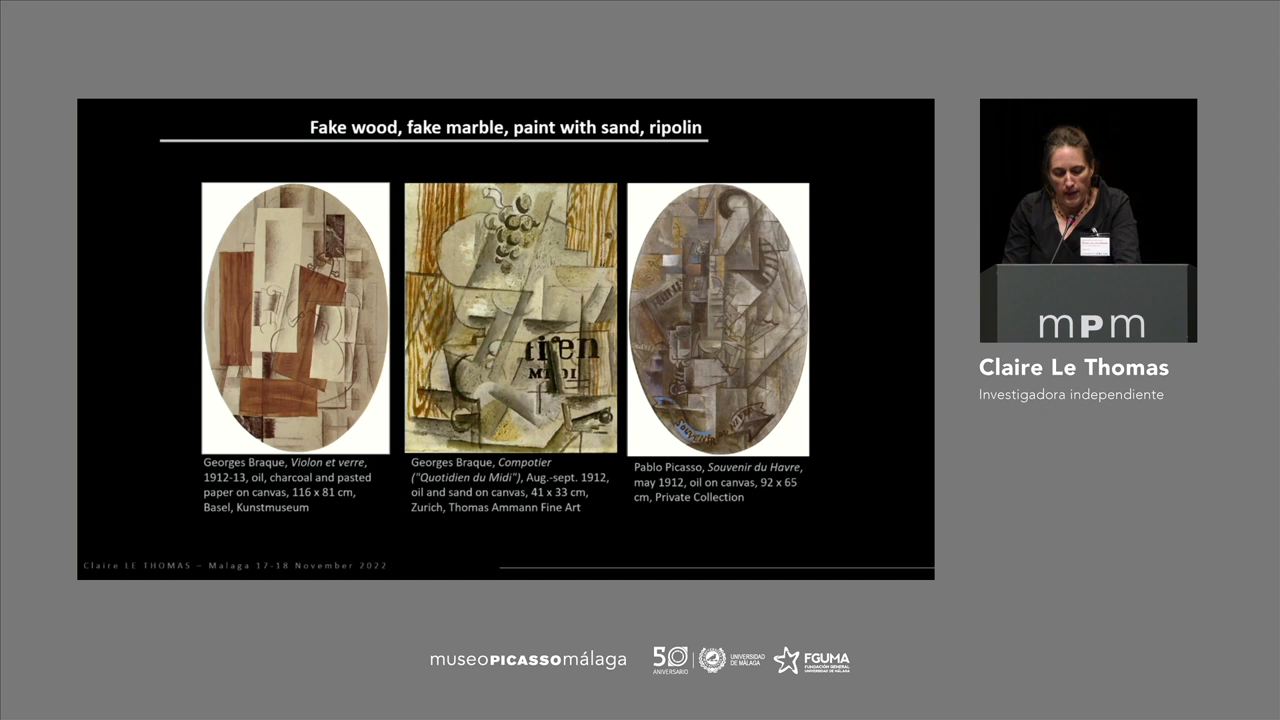 Fake wood, fake marble, paint with sand, ripolin
tiren
MIDI
SOUVENIR
Georges Braque, Violon et verre,
1912-13, oil, charcoal and pasted
paper on canvas, 116 x 81 cm,
Basel, Kunstmuseum
Georges Braque, Compotier
("Quotidien du Midi"), Aug.-sept. 1912,
oil and sand on canvas, 41 x 33 cm,
Zurich, Thomas Ammann Fine Art
Pablo Picasso, Souvenir du Havre,
may 1912, oil on canvas, 92 x 65
cm, Private Collection
Claire LE THOMAS – Malaga 17-18 November 2022
mPm
Claire Le Thomas
Investigadora independiente
museoPICASSOmálaga
50
ANIVERSARIO
UNIVERSIDAD
DE MÁLAGA
FGUMA
FUNDACIÓN GENERAL
UNIVERSIDAD DE MÁLAGA